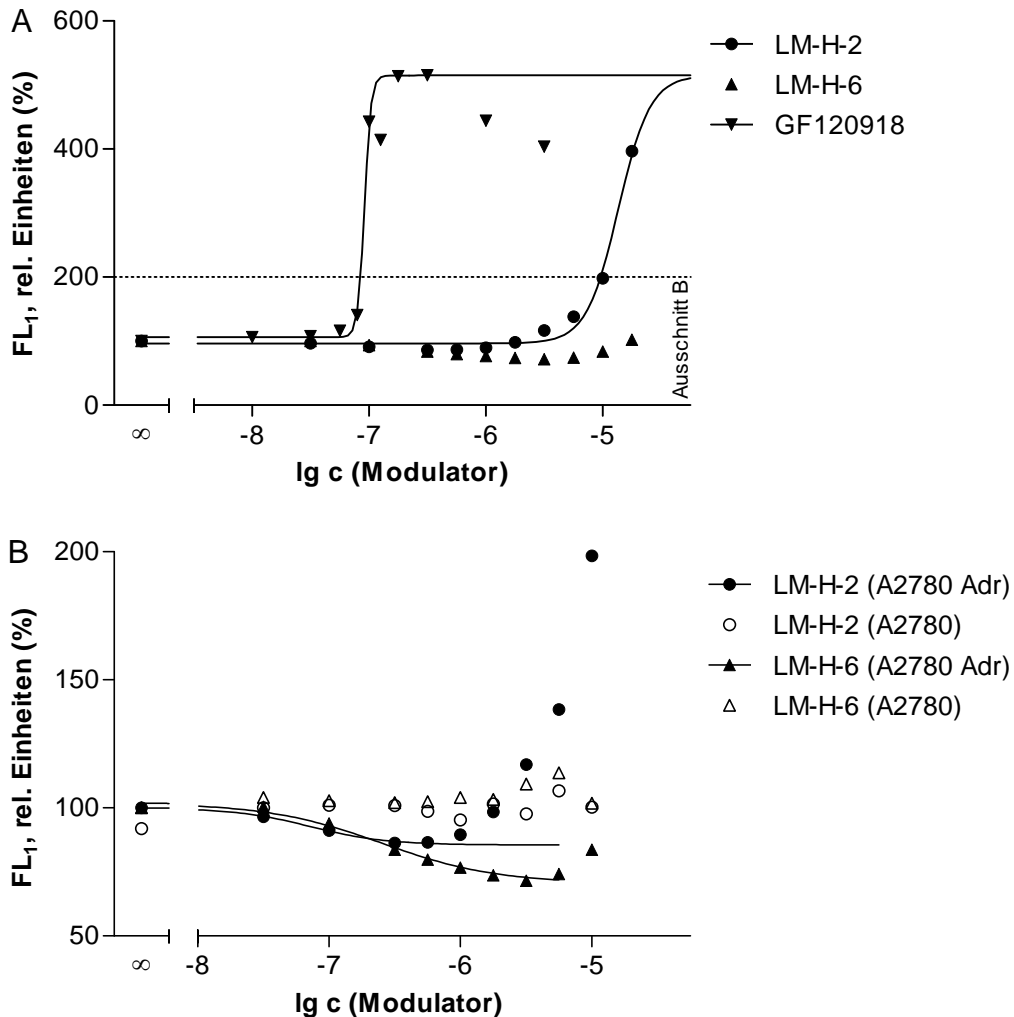 A
FL1, rel. Einheiten (%)
600
400
200
0
∞
-8
-7
-6
-5
lg c (Modulator)
Ausschnitt B
LM-H-2
LM-H-6
GF120918
B
FL1, rel. Einheiten (%)
200
150
100
50
∞
-8
-7
-6
-5
lg c (Modulator)
LM-H-2 (A2780 Adr)
LM-H-2 (A2780)
LM-H-6 (A2780 Adr)
LM-H-6 (A2780)